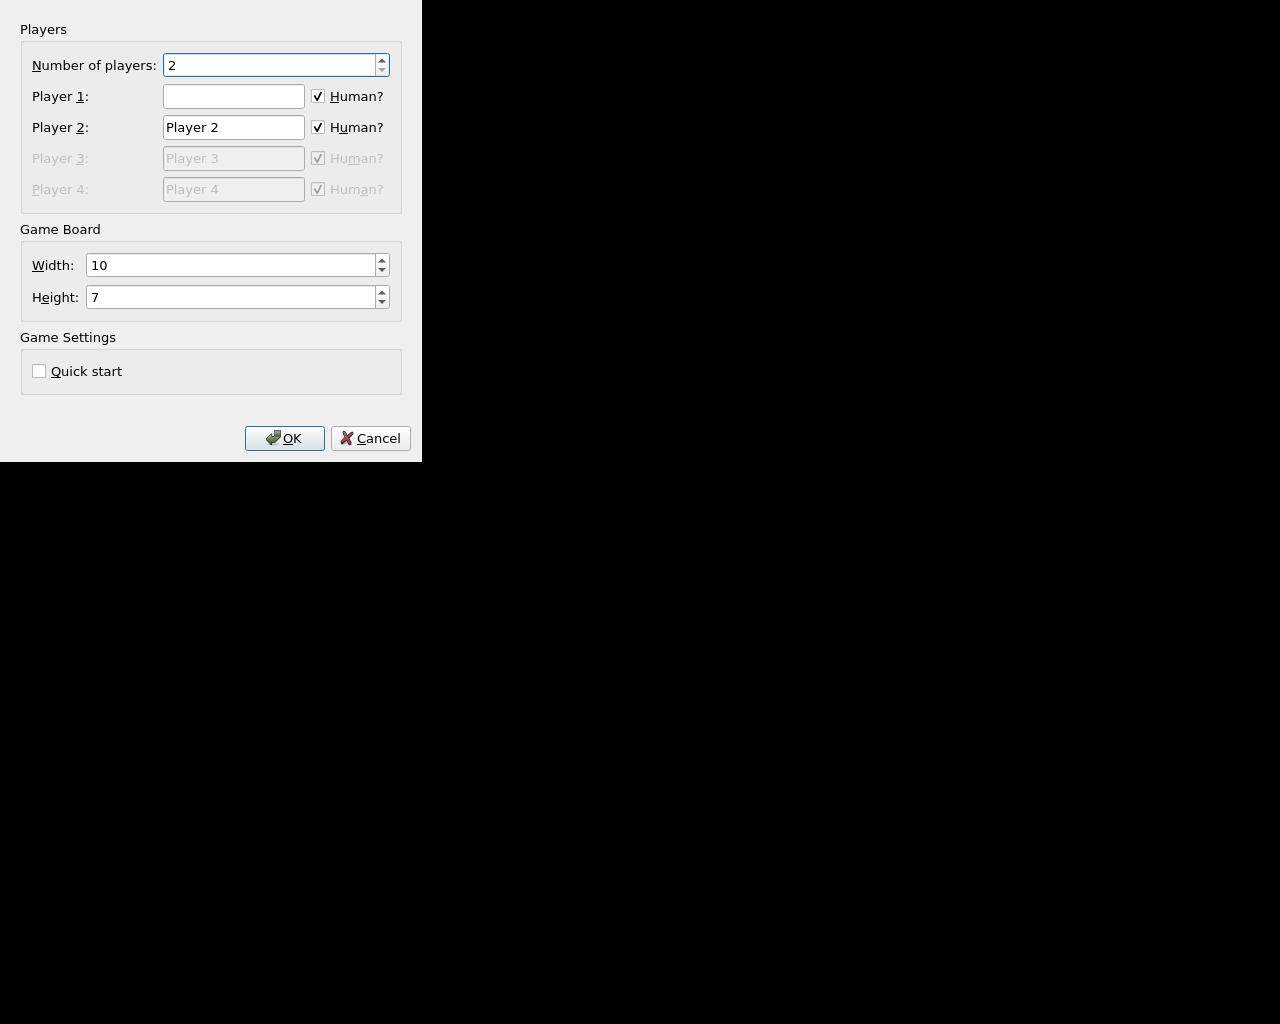 Players
Number of players: 2
Player 1: Human?
Player 2: Player 2 Human?
Player 3: Player 3 Human?
Player 4: Player 4 Human?
Game Board
Width: 10
Height: 7
Game Settings
Quick start
OK Cancel